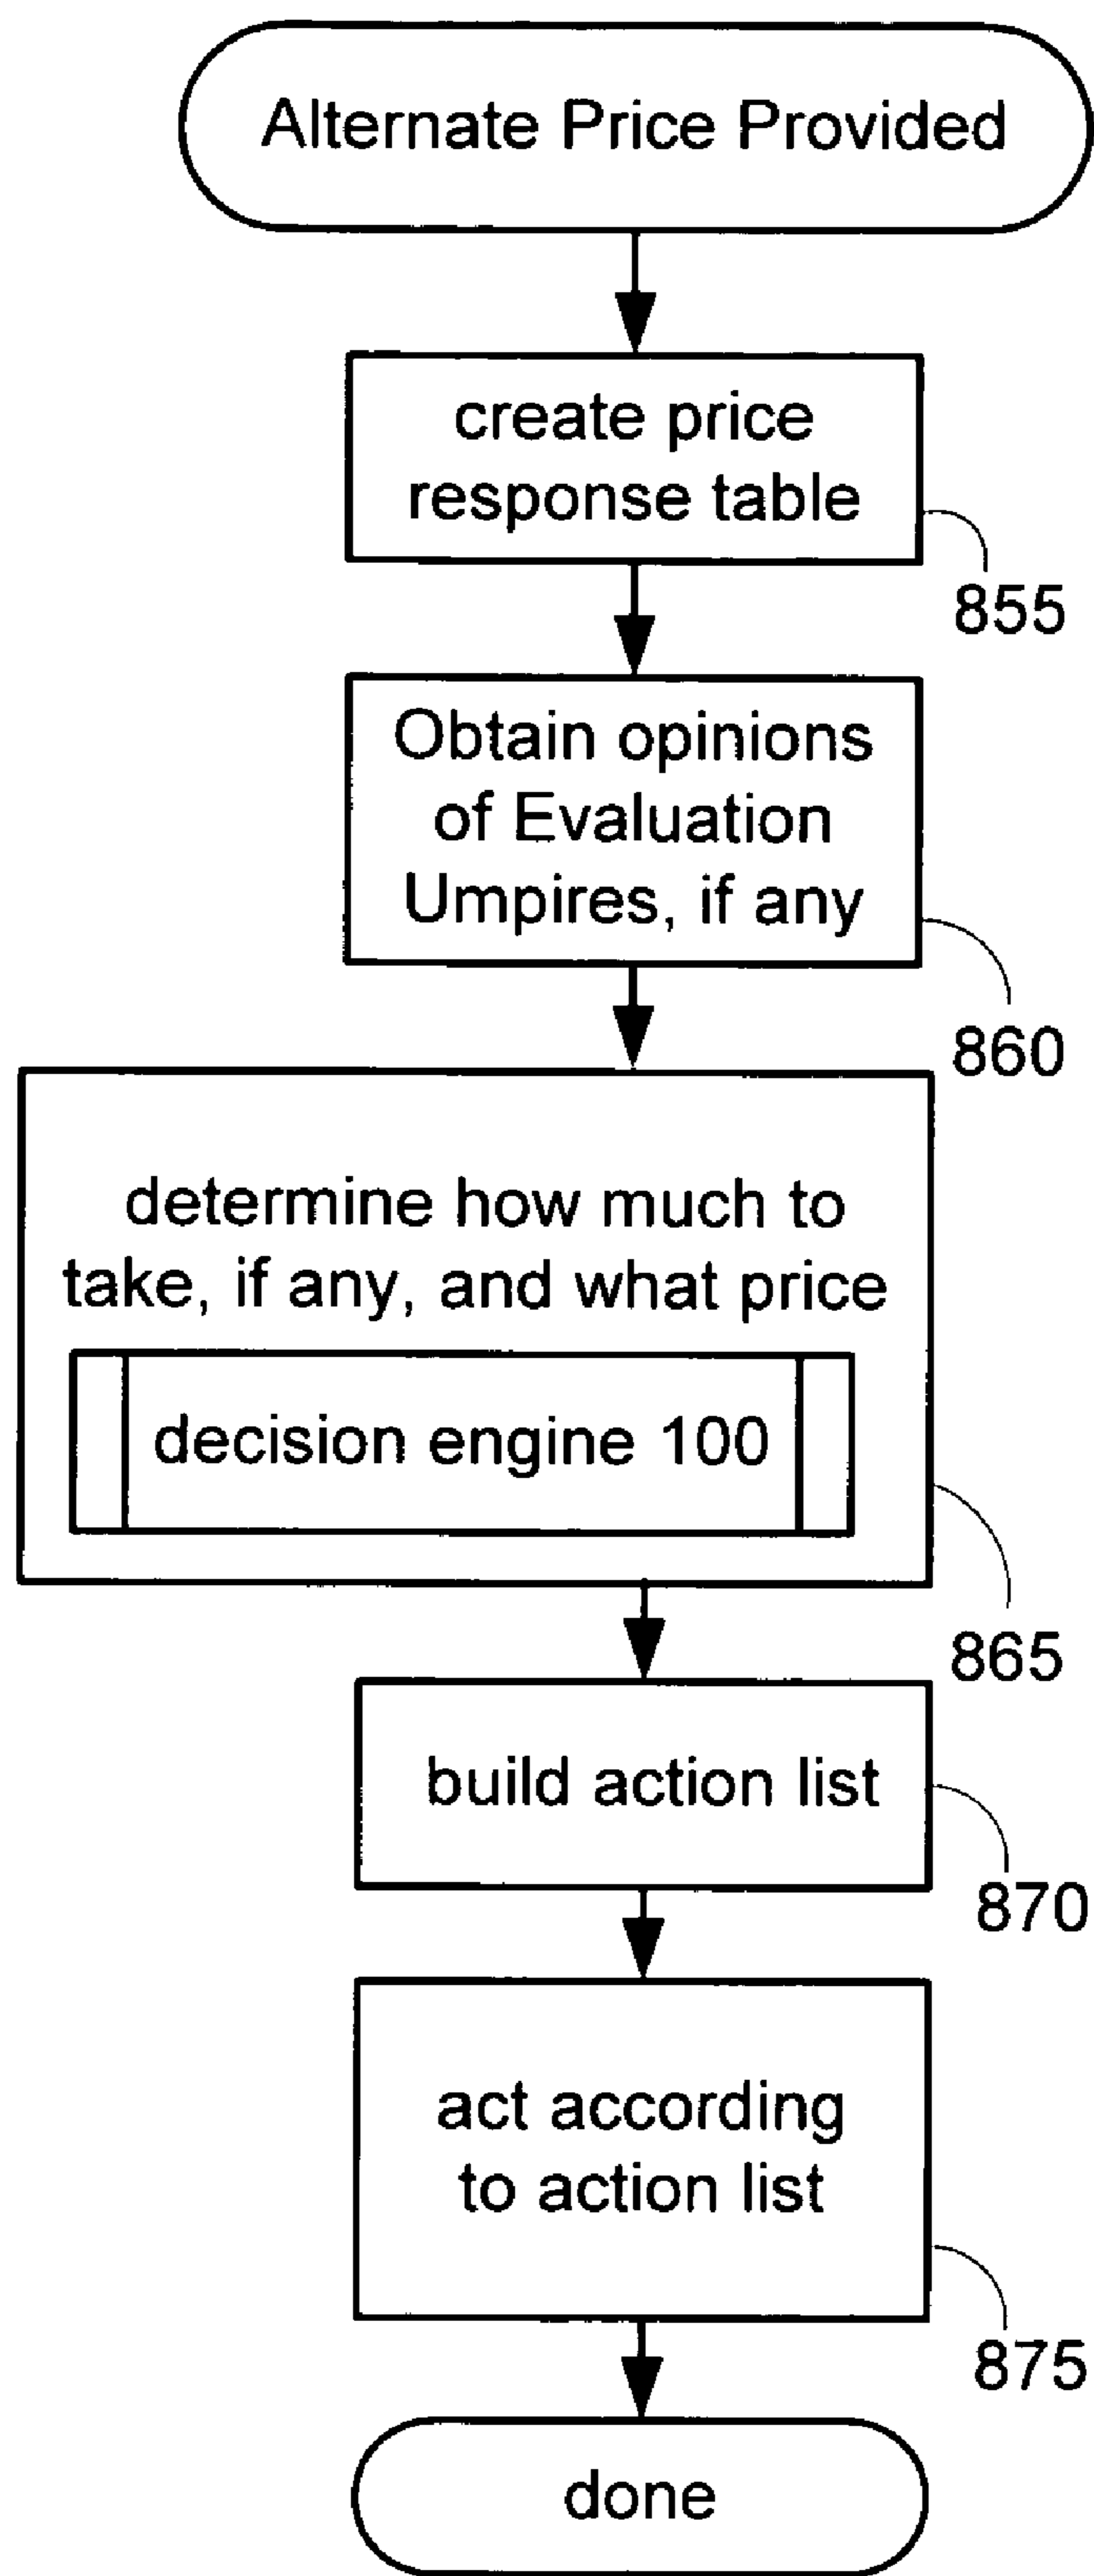 Alternate Price Provided
create price
response table
855
Obtain opinions
of Evaluation
Umpires, if any
860
determine how much to
take, if any, and what price
decision engine 100
865
build action list
870
act according
to action list
875
done